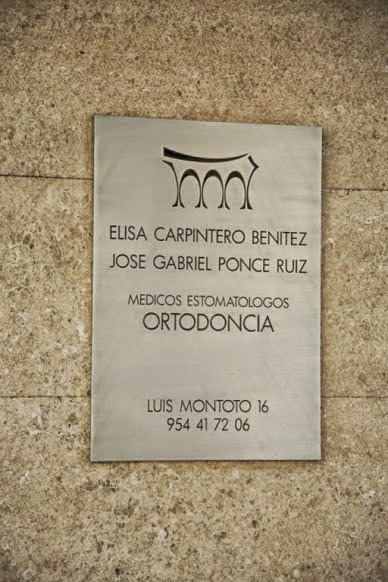 ELISA CARPINTERO BENITEZ
JOSE GABRIEL PONCE RUIZ
MEDICOS ESTOMATOLOGOS
ORTODONCIA
LUIS MONTOTO 16
954 41 72 06